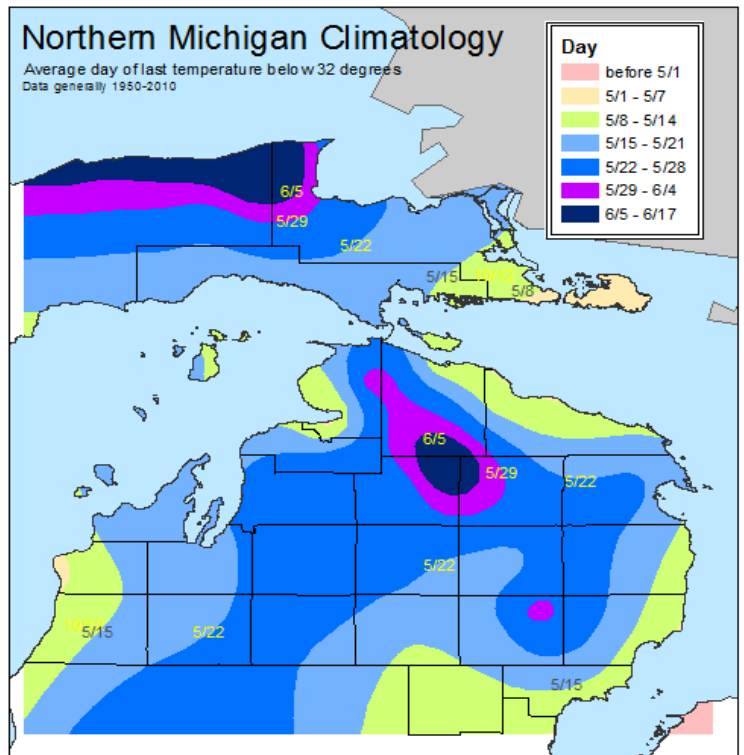 Northern Michigan Climatology
Average day of last temperature below 32 degrees
Data generally 1950-2010
Day
before 5/1
5/1 - 5/7
5/8 - 5/14
5/15 - 5/21
5/22 - 5/28
5/29 - 6/4
6/5 - 6/17
6/5
5/29
5/22
5/15
5/8
6/5
5/29
5/22
5/22
5/15
5/22
5/15